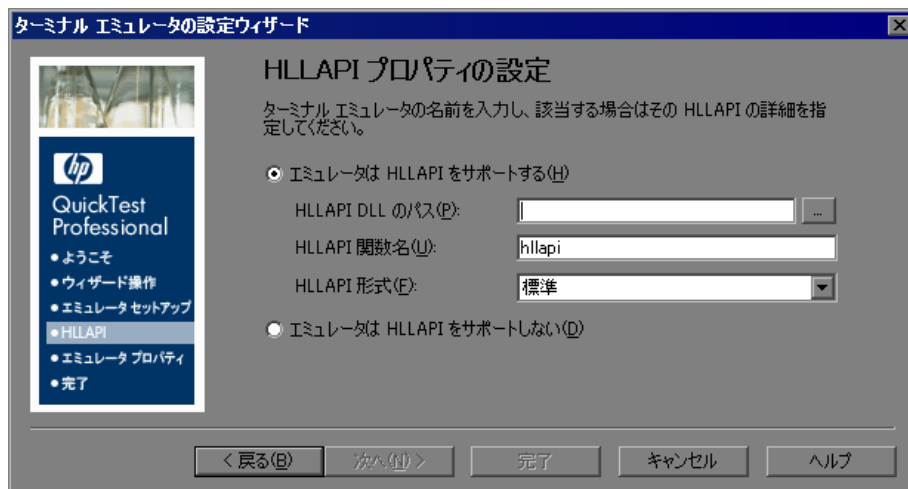 ターミナル エミュレータの設定ウィザード
hp
QuickTest
Professional
•ようこそ
•ウィザード操作
•エミュレータ セットアップ
•HLLAPI
•エミュレータ プロパティ
•完了
HLLAPI プロパティの設定
ターミナル エミュレータの名前を入力し、該当する場合はその HLLAPI の詳細を指
定してください。
エミュレータは HLLAPI をサポートする(H)
HLLAPI DLL のパス(P):
...
HLLAPI 関数名(U):
hllapi
HLLAPI 形式(F):
標準
エミュレータは HLLAPI をサポートしない(D)
< 戻る(B)
次へ(N) >
完了
キャンセル
ヘルプ